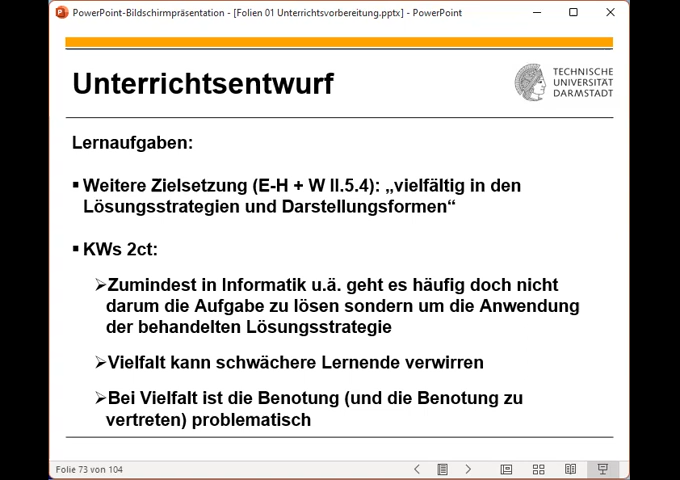 PowerPoint-Bildschirmpräsentation - [Folien 01 Unterrichtsvorbereitung.pptx] - PowerPoint
Unterrichtsentwurf
TECHNISCHE
UNIVERSITÄT
DARMSTADT
Lernaufgaben:
▪ Weitere Zielsetzung (E-H + W II.5.4): „vielfältig in den
Lösungsstrategien und Darstellungsformen“
▪ KWs 2ct:
➢Zumindest in Informatik u.ä. geht es häufig doch nicht
darum die Aufgabe zu lösen sondern um die Anwendung
der behandelten Lösungsstrategie
➢Vielfalt kann schwächere Lernende verwirren
➢Bei Vielfalt ist die Benotung (und die Benotung zu
vertreten) problematisch
Folie 73 von 104